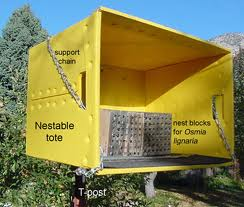 support
chain
nest blocks
for Osmia
lignaria
Nestable
tote
T-post